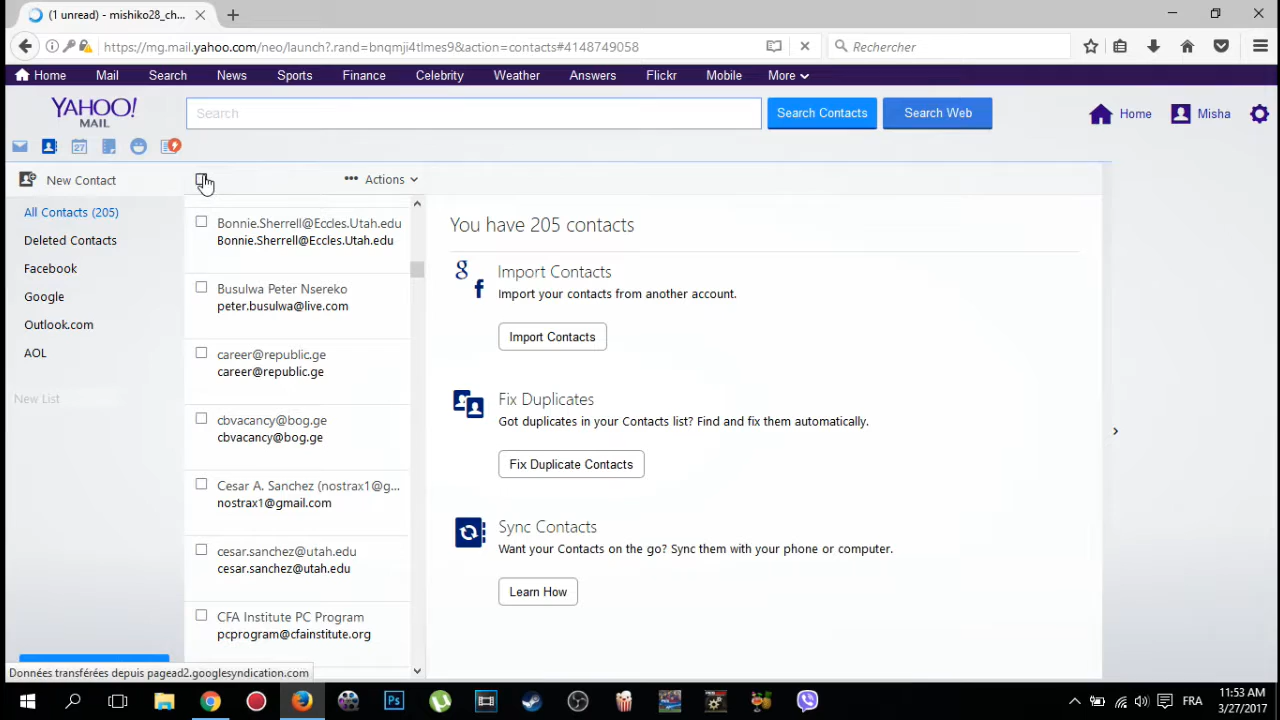 (1 unread) - mishiko28_ch...
https://mg.mail.yahoo.com/neo/launch?.rand=bnqmji4tlmes9&action=contacts#4148749058
Rechercher
Home Mail Search News Sports Finance Celebrity Weather Answers Flickr Mobile More
YAHOO!
MAIL
Search
Search Contacts
Search Web
Home
Misha
27
New Contact
Actions
All Contacts (205)
Deleted Contacts
Facebook
Google
Outlook.com
AOL
New List
Bonnie.Sherrell@Eccles.Utah.edu
Bonnie.Sherrell@Eccles.Utah.edu
Busulwa Peter Nsereko
peter.busulwa@live.com
career@republic.ge
career@republic.ge
cbvacancy@bog.ge
cbvacancy@bog.ge
Cesar A. Sanchez (nostrax1@g...
nostrax1@gmail.com
cesar.sanchez@utah.edu
cesar.sanchez@utah.edu
CFA Institute PC Program
pcprogram@cfainstitute.org
You have 205 contacts
Import Contacts
Import your contacts from another account.
Import Contacts
Fix Duplicates
Got duplicates in your Contacts list? Find and fix them automatically.
Fix Duplicate Contacts
Sync Contacts
Want your Contacts on the go? Sync them with your phone or computer.
Learn How
Données transférées depuis pagead2.googlesyndication.com
Ps
FRA
11:53 AM
3/27/2017